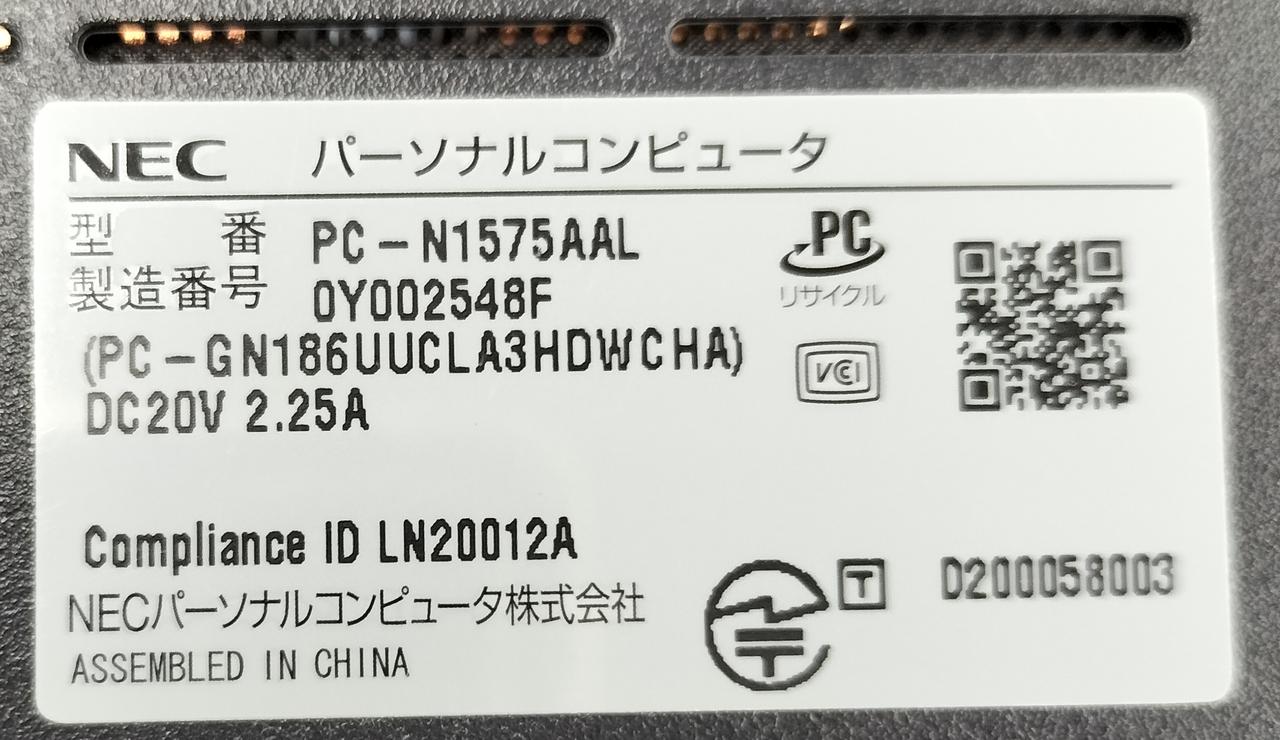 NEC パーソナルコンピュータ
型番 PC-N1575AAL
製造番号 0Y002548F
(PC-GN186UUCLA3HDWCHA)
DC20V 2.25A
PC
リサイクル
VCI
Compliance ID LN20012A
NECパーソナルコンピュータ株式会社
ASSEMBLED IN CHINA
T D200058003